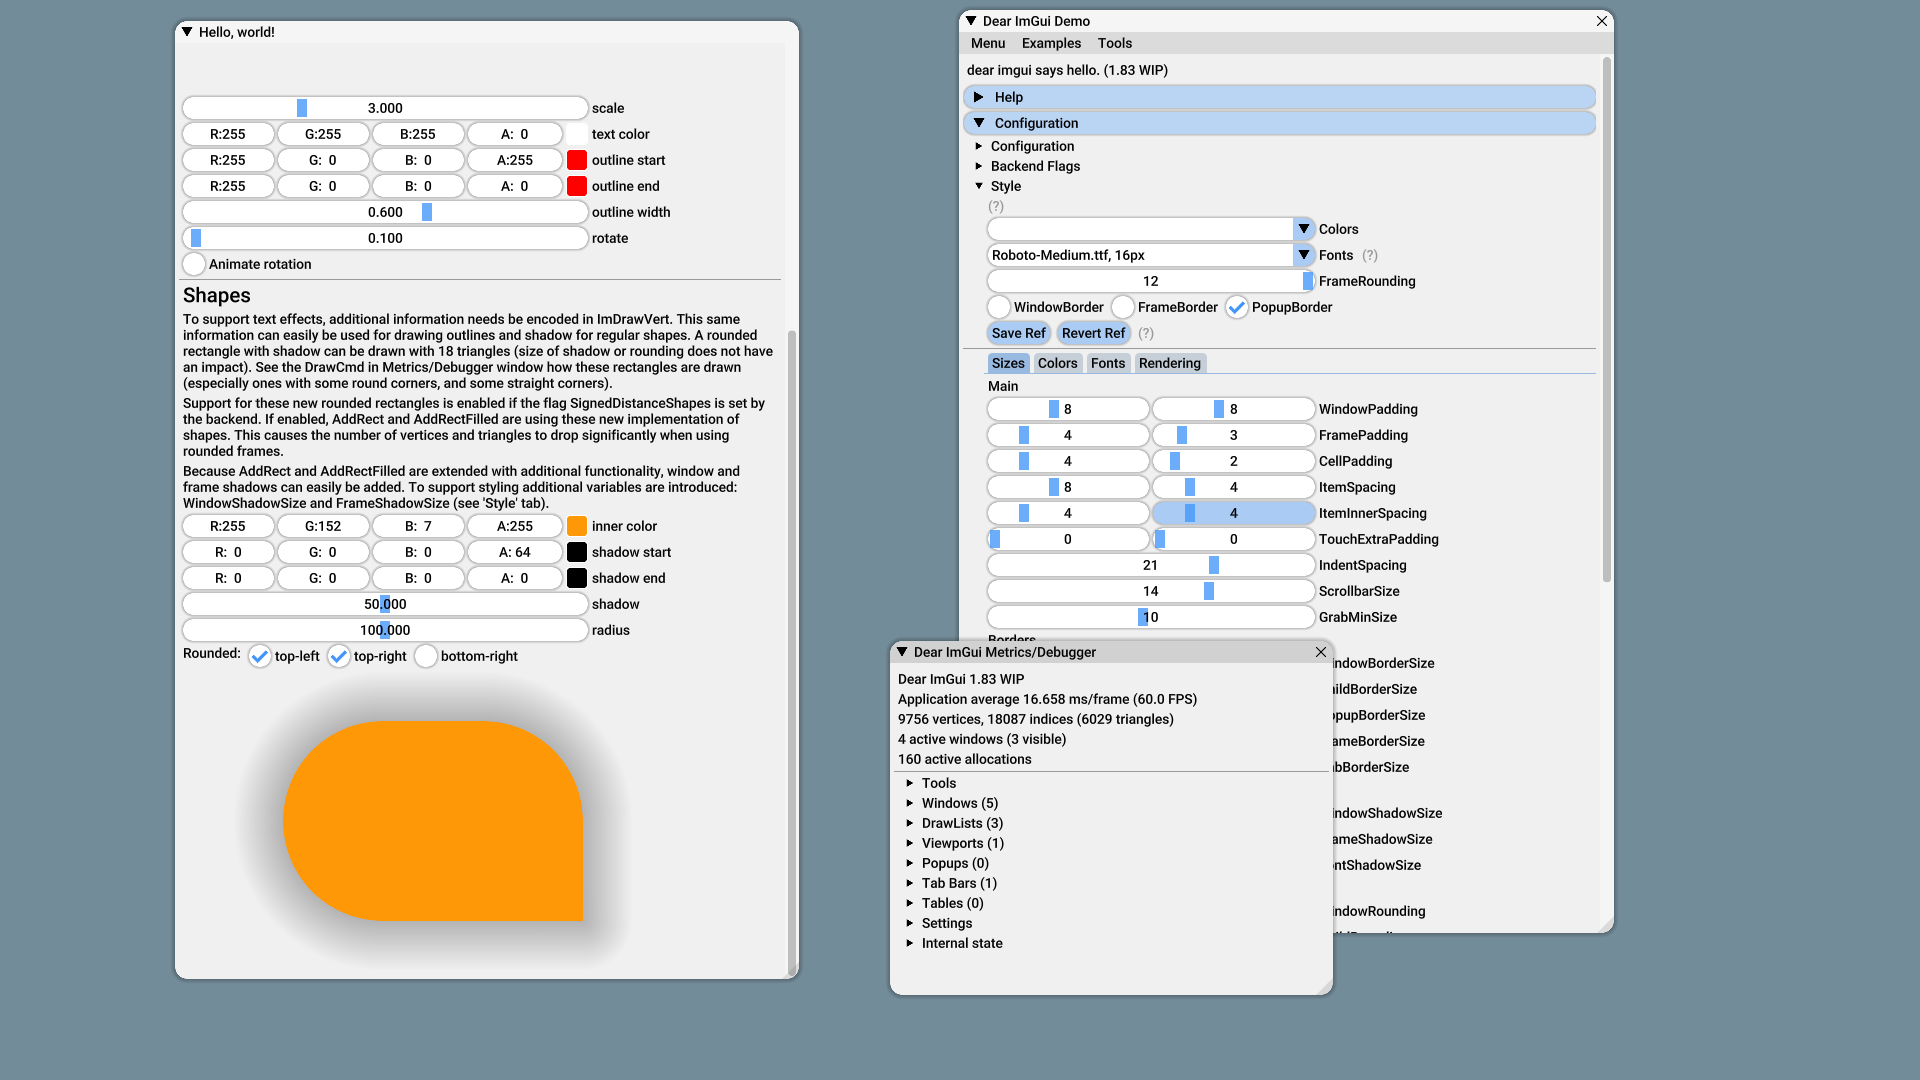 Hello, world!
3.000 scale
R:255 G:255 B:255 A: 0 text color
R:255 G: 0 B: 0 A:255 outline start
R:255 G: 0 B: 0 A: 0 outline end
0.600 outline width
0.100 rotate
Animate rotation
Shapes
To support text effects, additional information needs be encoded in ImDrawVert. This same
information can easily be used for drawing outlines and shadow for regular shapes. A rounded
rectangle with shadow can be drawn with 18 triangles (size of shadow or rounding does not have
an impact). See the DrawCmd in Metrics/Debugger window how these rectangles are drawn
(especially ones with some round corners, and some straight corners).
Support for these new rounded rectangles is enabled if the flag SignedDistanceShapes is set by
the backend. If enabled, AddRect and AddRectFilled are using these new implementation of
shapes. This causes the number of vertices and triangles to drop significantly when using
rounded frames.
Because AddRect and AddRectFilled are extended with additional functionality, window and
frame shadows can easily be added. To support styling additional variables are introduced:
WindowShadowSize and FrameShadowSize (see 'Style' tab).
R:255 G:152 B: 7 A:255 inner color
R: 0 G: 0 B: 0 A: 64 shadow start
R: 0 G: 0 B: 0 A: 0 shadow end
50.000 shadow
100.000 radius
Rounded: top-left top-right bottom-right
Dear ImGui Demo
Menu Examples Tools
dear imgui says hello. (1.83 WIP)
Help
Configuration
Configuration
Backend Flags
Style
(?)
Colors
Roboto-Medium.ttf, 16px Fonts (?)
12 FrameRounding
WindowBorder FrameBorder PopupBorder
Save Ref Revert Ref (?)
Sizes Colors Fonts Rendering
Main
8 8 WindowPadding
4 3 FramePadding
4 2 CellPadding
8 4 ItemSpacing
4 4 ItemInnerSpacing
0 0 TouchExtraPadding
21 IndentSpacing
14 ScrollbarSize
10 GrabMinSize
Borders
indowBorderSize
ildBorderSize
pupBorderSize
ameBorderSize
bBorderSize
indowShadowSize
ameShadowSize
ntShadowSize
indowRounding
Dear ImGui Metrics/Debugger
Dear ImGui 1.83 WIP
Application average 16.658 ms/frame (60.0 FPS)
9756 vertices, 18087 indices (6029 triangles)
4 active windows (3 visible)
160 active allocations
Tools
Windows (5)
DrawLists (3)
Viewports (1)
Popups (0)
Tab Bars (1)
Tables (0)
Settings
Internal state